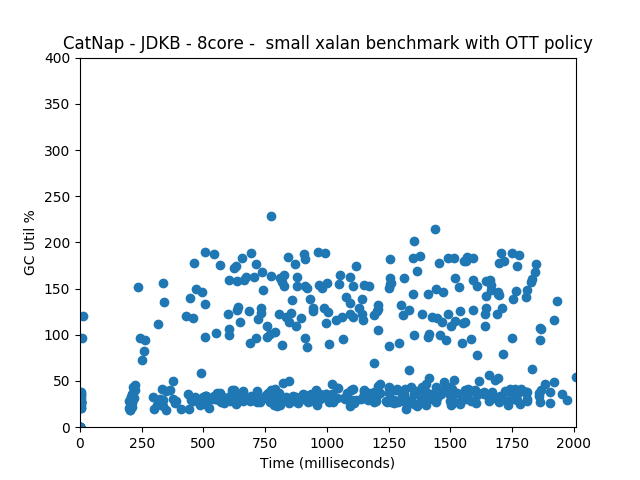 CatNap - JDKB - 8core -  small xalan benchmark with OTT policy
400
350
300
250
200
150
100
50
0
GC Util %
0 250 500 750 1000 1250 1500 1750 2000
Time (milliseconds)